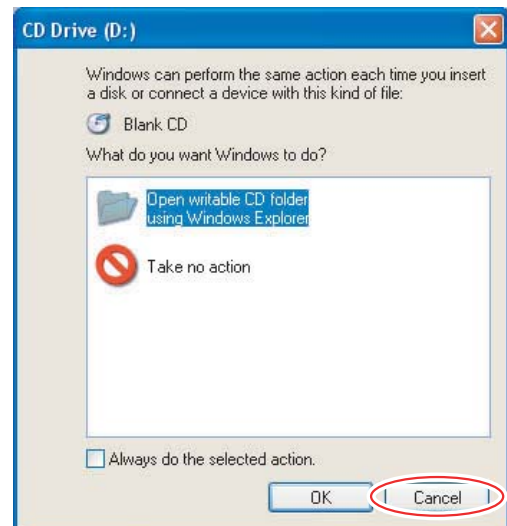 CD Drive (D:)
Windows can perform the same action each time you insert
a disk or connect a device with this kind of file:
Blank CD
What do you want Windows to do?
Open writable CD folder
using Windows Explorer
Take no action
Always do the selected action.
OK
Cancel